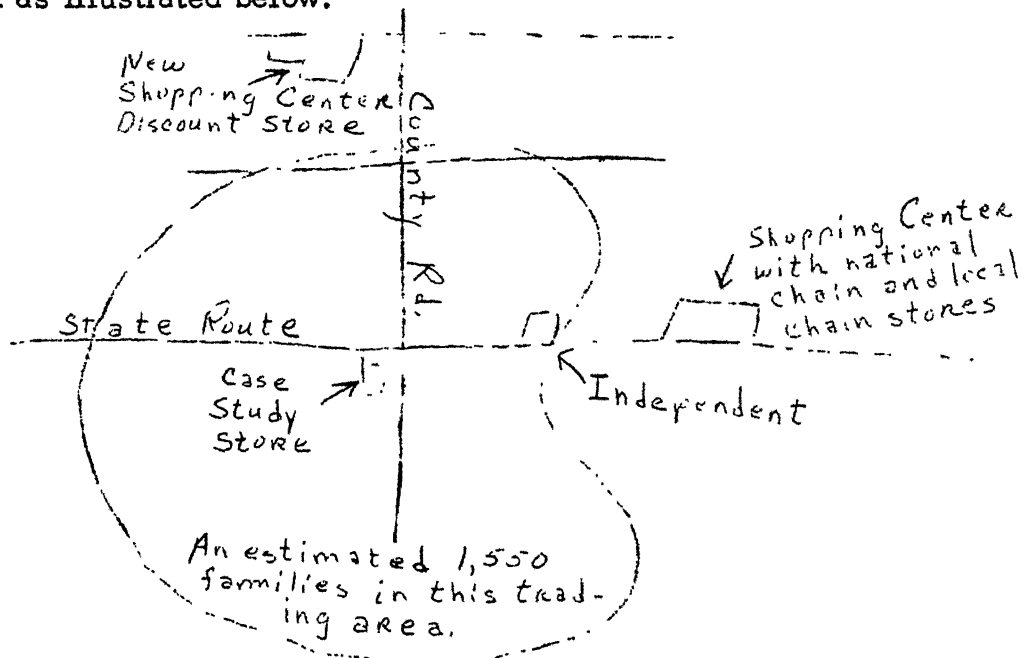 as illustrated below.
New
Shopping Center
Discount Store
County Rd.
Shopping Center
with national
chain and local
chain stores
State Route
Case
Study
Store
Independent
An estimated 1,550
families in this trad-
ing area.